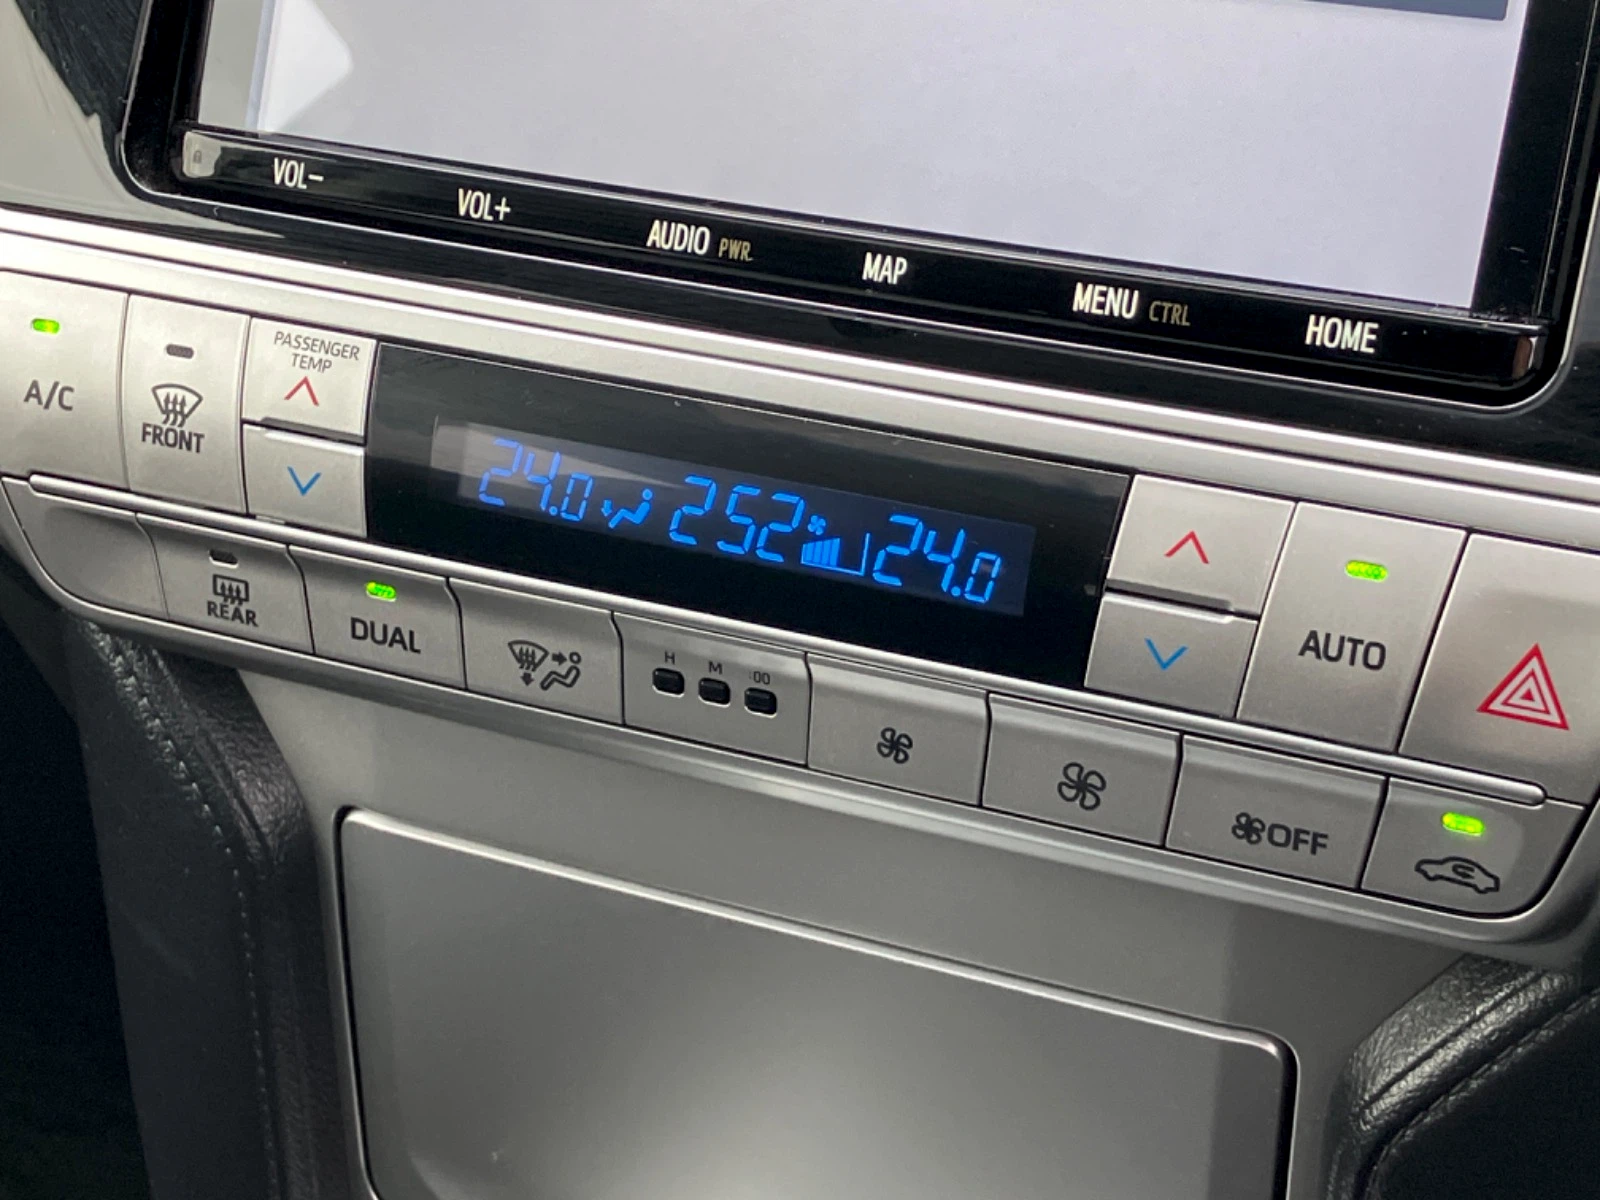 VOL-
VOL+
AUDIO PWR
MAP
MENU CTRL
HOME
A/C
FRONT
PASSENGER
TEMP
24.0 252 24.0
AUTO
REAR
DUAL
H M :00
OFF